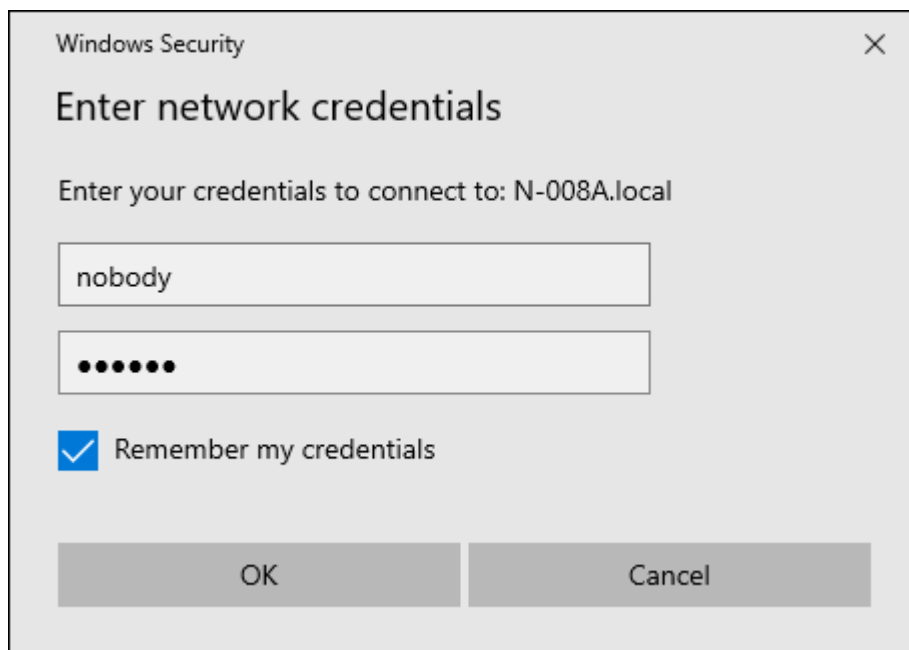 Windows Security
Enter network credentials
Enter your credentials to connect to: N-008A.local
nobody
••••••
Remember my credentials
OK Cancel